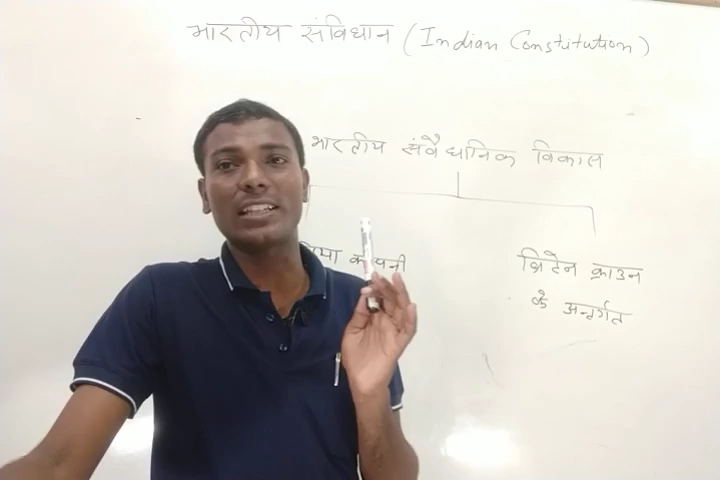 भारतीय संविधान (Indian Constitution)
भारतीय संवैधानिक विकास
कंपनी
ब्रिटेन क्राउन
के अन्तर्गत